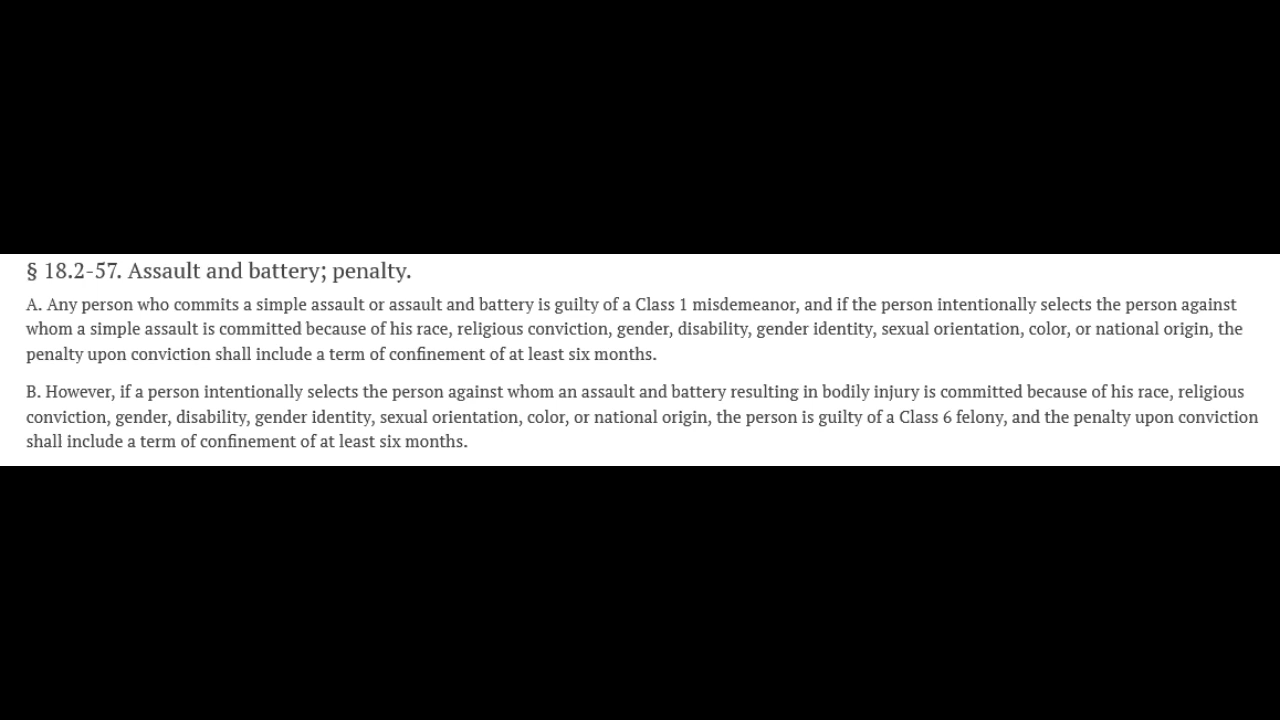 § 18.2-57. Assault and battery; penalty.
A. Any person who commits a simple assault or assault and battery is guilty of a Class 1 misdemeanor, and if the person intentionally selects the person against
whom a simple assault is committed because of his race, religious conviction, gender, disability, gender identity, sexual orientation, color, or national origin, the
penalty upon conviction shall include a term of confinement of at least six months.
B. However, if a person intentionally selects the person against whom an assault and battery resulting in bodily injury is committed because of his race, religious
conviction, gender, disability, gender identity, sexual orientation, color, or national origin, the person is guilty of a Class 6 felony, and the penalty upon conviction
shall include a term of confinement of at least six months.